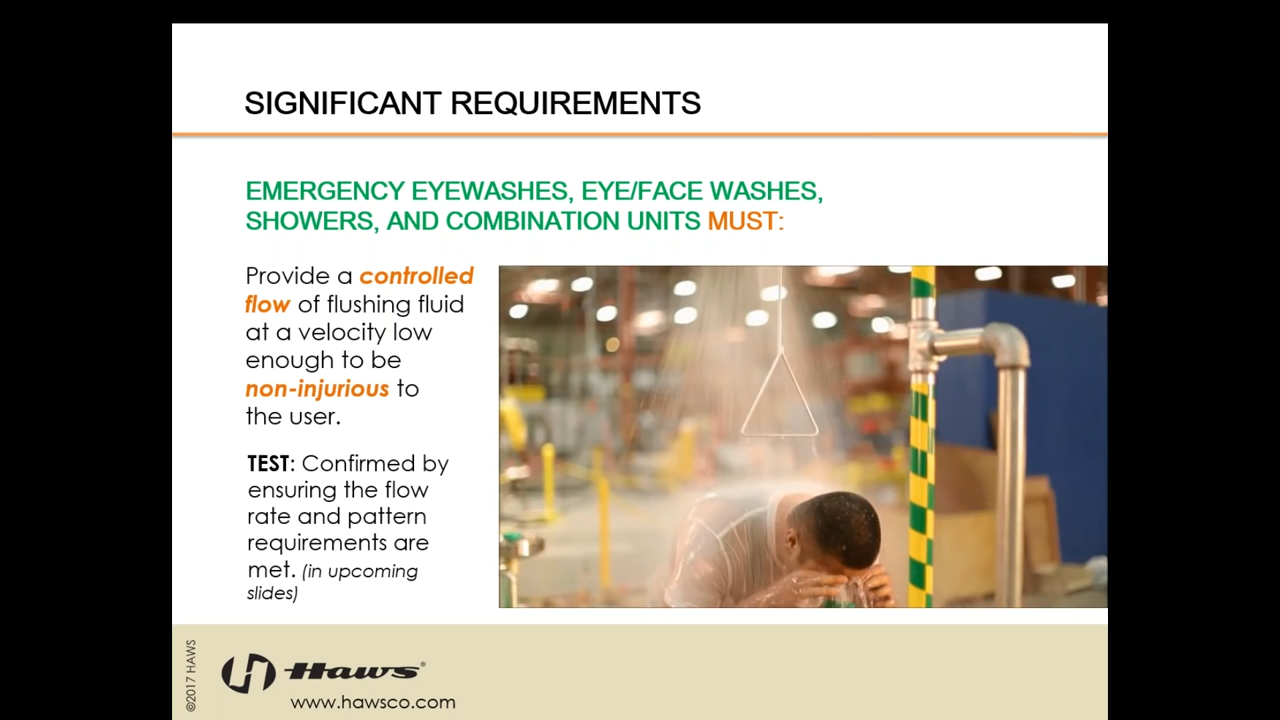 SIGNIFICANT REQUIREMENTS
EMERGENCY EYEWASHES, EYE/FACE WASHES,
SHOWERS, AND COMBINATION UNITS MUST:
Provide a controlled
flow of flushing fluid
at a velocity low
enough to be
non-injurious to
the user.
TEST: Confirmed by
ensuring the flow
rate and pattern
requirements are
met. (in upcoming
slides)
©2017 HAWS
Haws®
www.hawsco.com